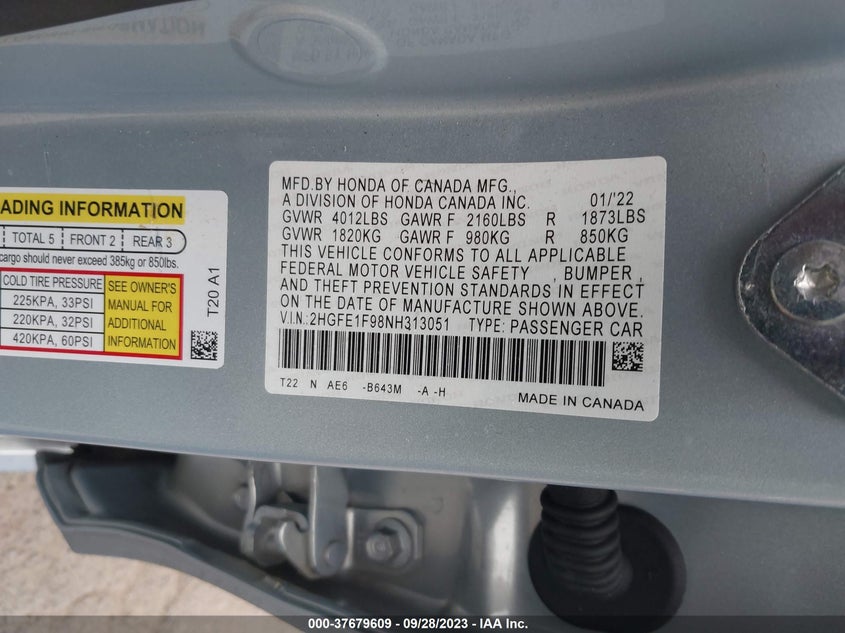 ADING INFORMATION
TOTAL 5 FRONT 2 REAR 3
cargo should never exceed 385kg or 850lbs.
COLD TIRE PRESSURE
225KPA, 33PSI
220KPA, 32PSI
420KPA, 60PSI
SEE OWNER'S
MANUAL FOR
ADDITIONAL
INFORMATION
T20 A1
MFD.BY HONDA OF CANADA MFG.,
A DIVISION OF HONDA CANADA INC. 01/'22
GVWR 4012LBS GAWR F 2160LBS R 1873LBS
GVWR 1820KG GAWR F 980KG R 850KG
THIS VEHICLE CONFORMS TO ALL APPLICABLE
FEDERAL MOTOR VEHICLE SAFETY , BUMPER ,
AND THEFT PREVENTION STANDARDS IN EFFECT
ON THE DATE OF MANUFACTURE SHOWN ABOVE.
V.I.N.:2HGFE1F98NH313051 TYPE: PASSENGER CAR
T22 N AE6 -B643M -A -H
MADE IN CANADA
000-37679609 - 09/28/2023 - IAA Inc.